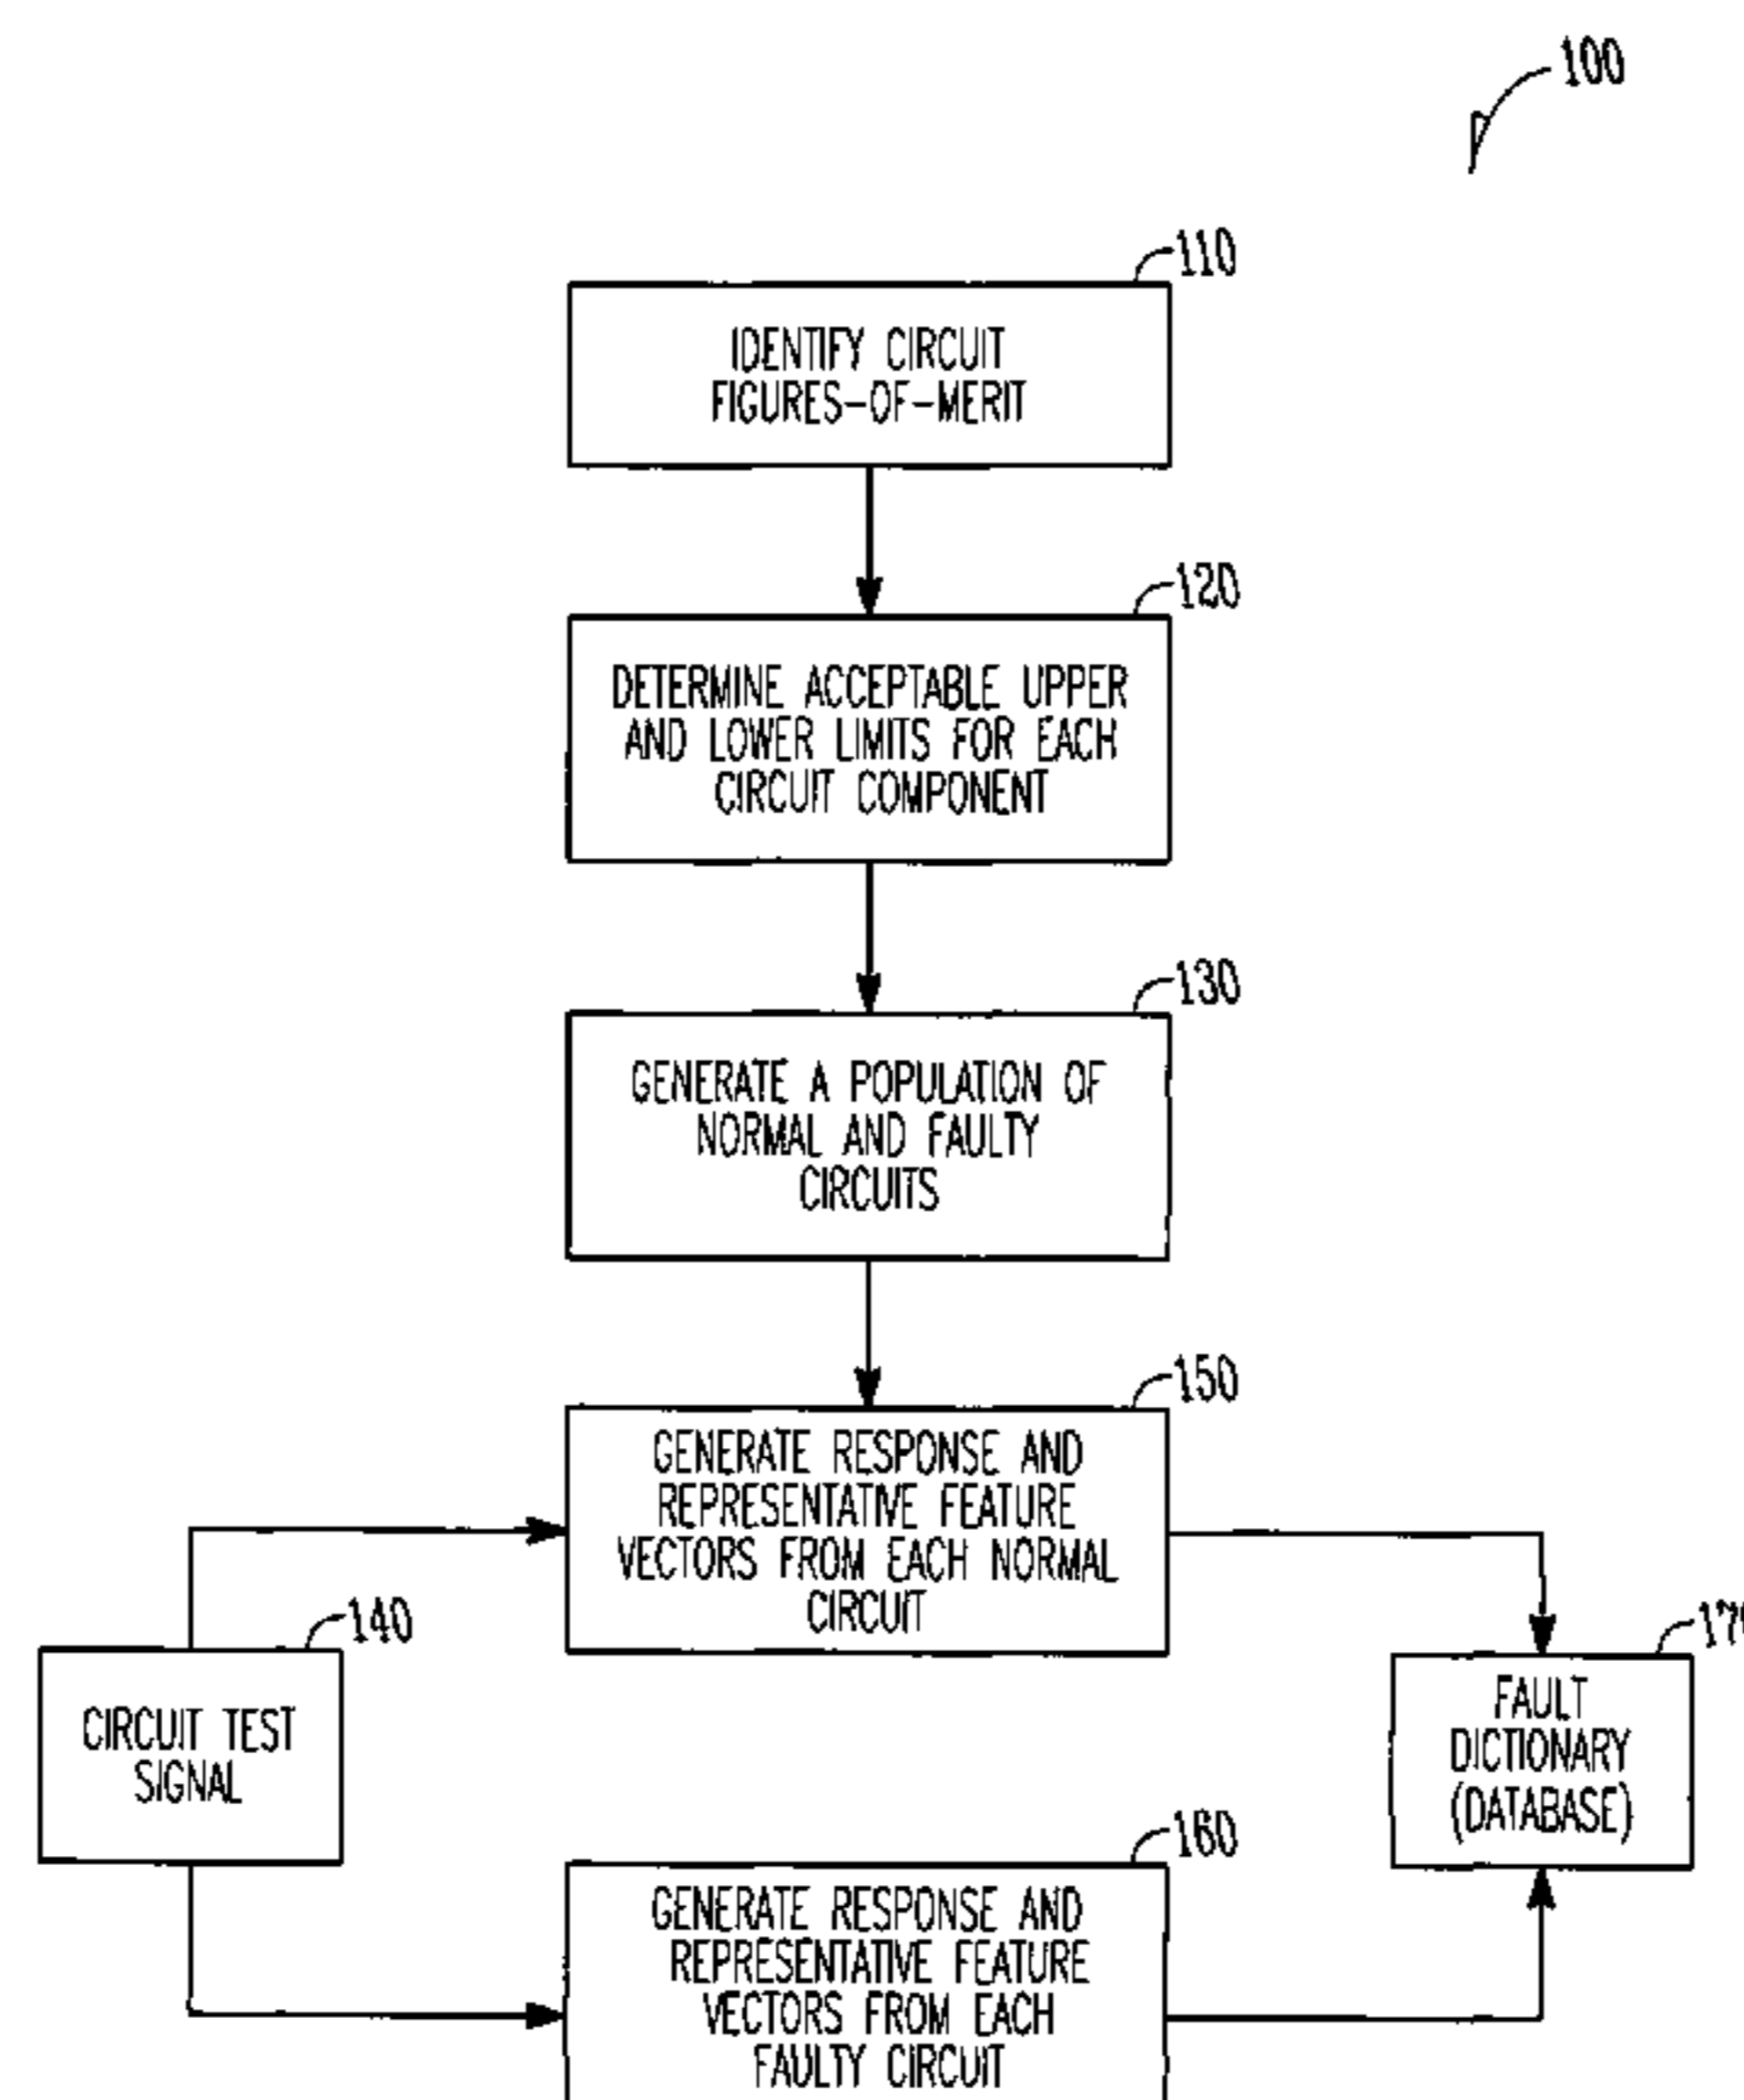 100
110
IDENTIFY CIRCUIT
FIGURES-OF-MERIT
120
DETERMINE ACCEPTABLE UPPER
AND LOWER LIMITS FOR EACH
CIRCUIT COMPONENT
130
GENERATE A POPULATION OF
NORMAL AND FAULTY
CIRCUITS
150
GENERATE RESPONSE AND
REPRESENTATIVE FEATURE
VECTORS FROM EACH NORMAL
CIRCUIT
140
CIRCUIT TEST
SIGNAL
FAULT
DICTIONARY
(DATABASE)
160
GENERATE RESPONSE AND
REPRESENTATIVE FEATURE
VECTORS FROM EACH
FAULTY CIRCUIT